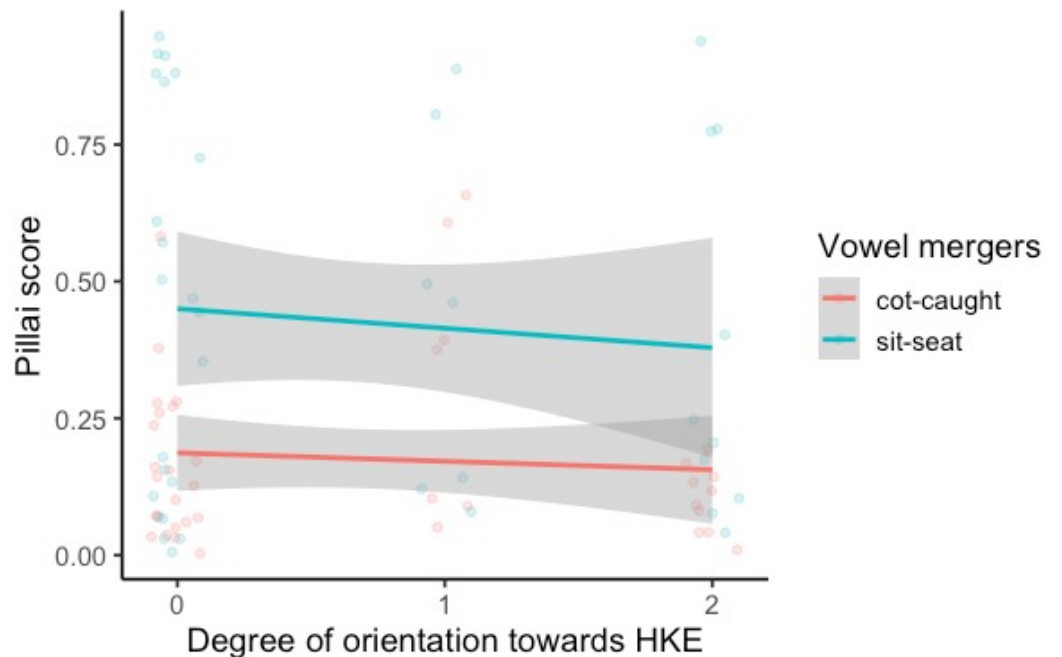 Pillai score
0.75
0.50
0.25
0.00
0
1
2
Degree of orientation towards HKE
Vowel mergers
cot-caught
sit-seat